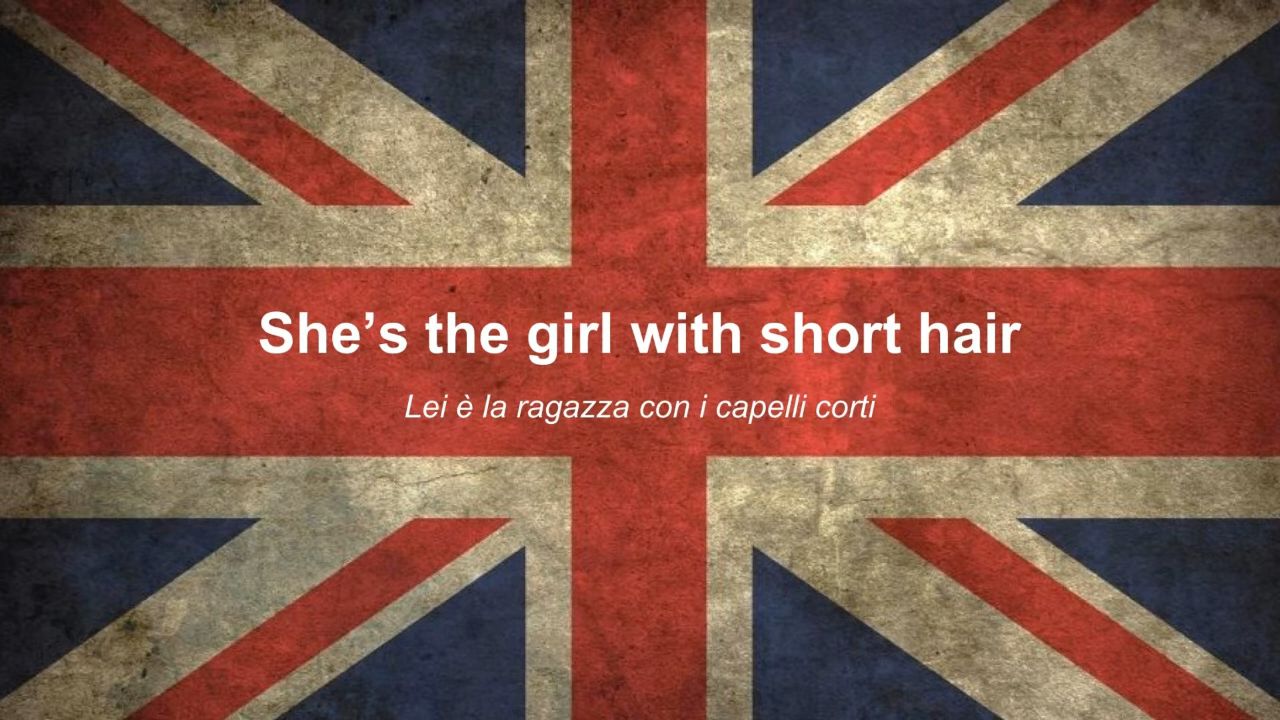 She’s the girl with short hair
Lei è la ragazza con i capelli corti